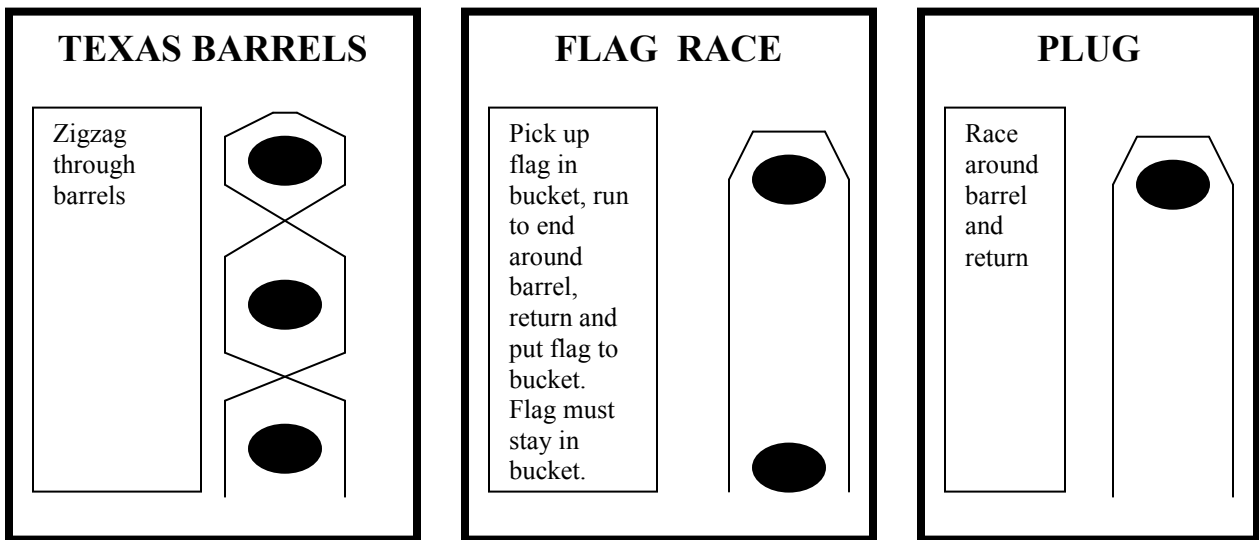 TEXAS BARRELS
Zigzag
through
barrels
FLAG RACE
Pick up
flag in
bucket, run
to end
around
barrel,
return and
put flag to
bucket.
Flag must
stay in
bucket.
PLUG
Race
around
barrel
and
return